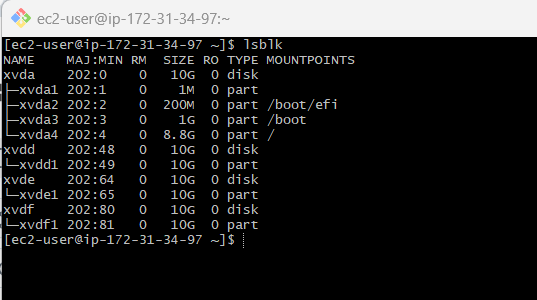 ec2-user@ip-172-31-34-97:~
[ec2-user@ip-172-31-34-97 ~]$ lsblk
NAME    MAJ:MIN RM  SIZE RO TYPE MOUNTPOINTS
xvda    202:0    0   10G  0 disk
├─xvda1 202:1    0    1M  0 part
├─xvda2 202:2    0  200M  0 part /boot/efi
├─xvda3 202:3    0    1G  0 part /boot
└─xvda4 202:4    0  8.8G  0 part /
xvdd    202:48   0   10G  0 disk
└─xvdd1 202:49   0   10G  0 part
xvde    202:64   0   10G  0 disk
└─xvde1 202:65   0   10G  0 part
xvdf    202:80   0   10G  0 disk
└─xvdf1 202:81   0   10G  0 part
[ec2-user@ip-172-31-34-97 ~]$